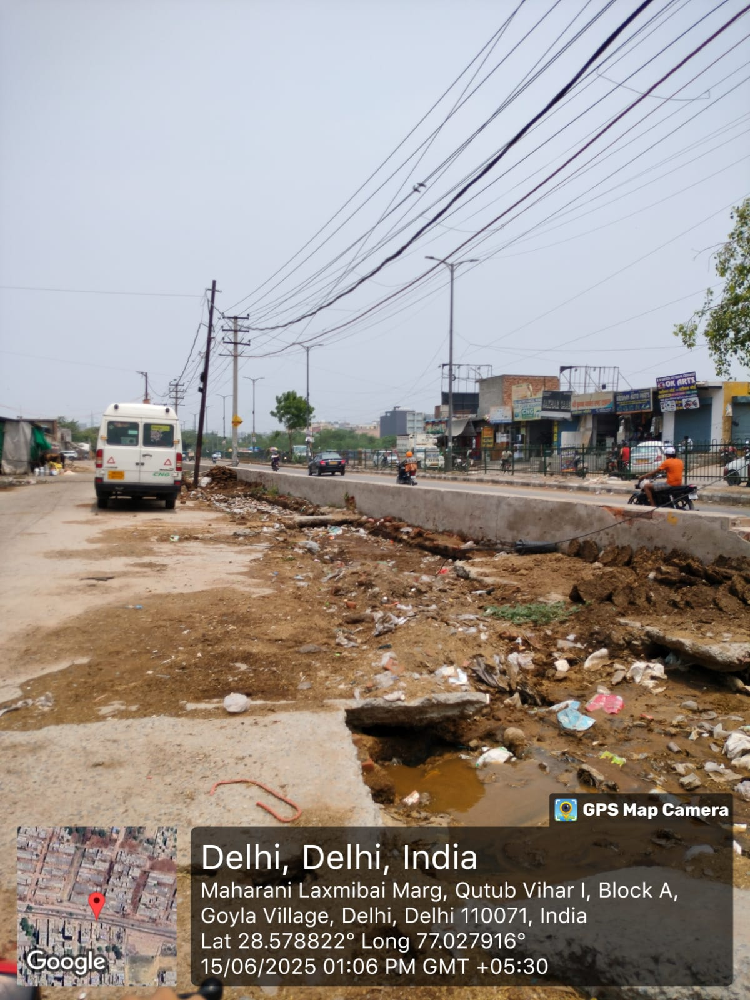 OK ARTS
CNG
CNG
GPS Map Camera
Delhi, Delhi, India
Maharani Laxmibai Marg, Qutub Vihar I, Block A,
Goyla Village, Delhi, Delhi 110071, India
Lat 28.578822° Long 77.027916°
15/06/2025 01:06 PM GMT +05:30
Google